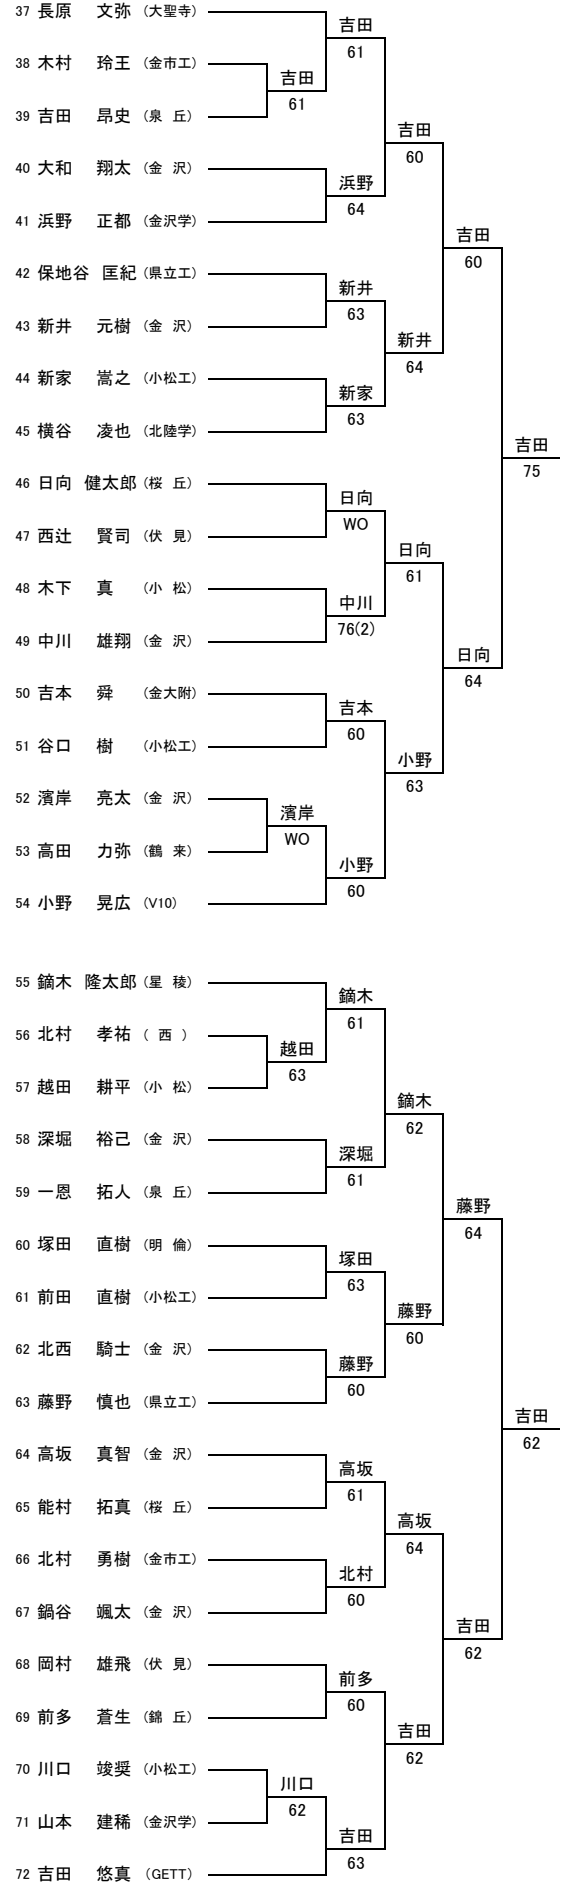 37 長原 文弥 (大聖寺)
吉田
61
38 木村 玲王 (金市工)
吉田
61
39 吉田 昂史 (泉 丘)
吉田
60
40 大和 翔太 (金 沢)
浜野
64
41 浜野 正都 (金沢学)
吉田
60
42 保地谷 匡紀 (県立工)
新井
63
43 新井 元樹 (金 沢)
新井
64
44 新家 嵩之 (小松工)
新家
63
45 横谷 凌也 (北陸学)
吉田
75
46 日向 健太郎 (桜 丘)
日向
WO
47 西辻 賢司 (伏 見)
日向
61
48 木下 真 (小 松)
中川
76(2)
49 中川 雄翔 (金 沢)
日向
64
50 吉本 舜 (金大附)
吉本
60
51 谷口 樹 (小松工)
小野
63
52 濱岸 亮太 (金 沢)
濱岸
WO
53 高田 力弥 (鶴 来)
小野
60
54 小野 晃広 (V10)
55 鏑木 隆太郎 (星 稜)
鏑木
61
56 北村 孝祐 ( 西 )
越田
63
57 越田 耕平 (小 松)
鏑木
62
58 深堀 裕己 (金 沢)
深堀
61
59 一恩 拓人 (泉 丘)
藤野
64
60 塚田 直樹 (明 倫)
塚田
63
61 前田 直樹 (小松工)
藤野
60
62 北西 騎士 (金 沢)
藤野
60
63 藤野 慎也 (県立工)
吉田
62
64 高坂 真智 (金 沢)
高坂
61
65 能村 拓真 (桜 丘)
高坂
64
66 北村 勇樹 (金市工)
北村
60
67 鍋谷 颯太 (金 沢)
吉田
62
68 岡村 雄飛 (伏 見)
前多
60
69 前多 蒼生 (錦 丘)
吉田
62
70 川口 竣奨 (小松工)
川口
62
71 山本 建稀 (金沢学)
吉田
63
72 吉田 悠真 (GETT)